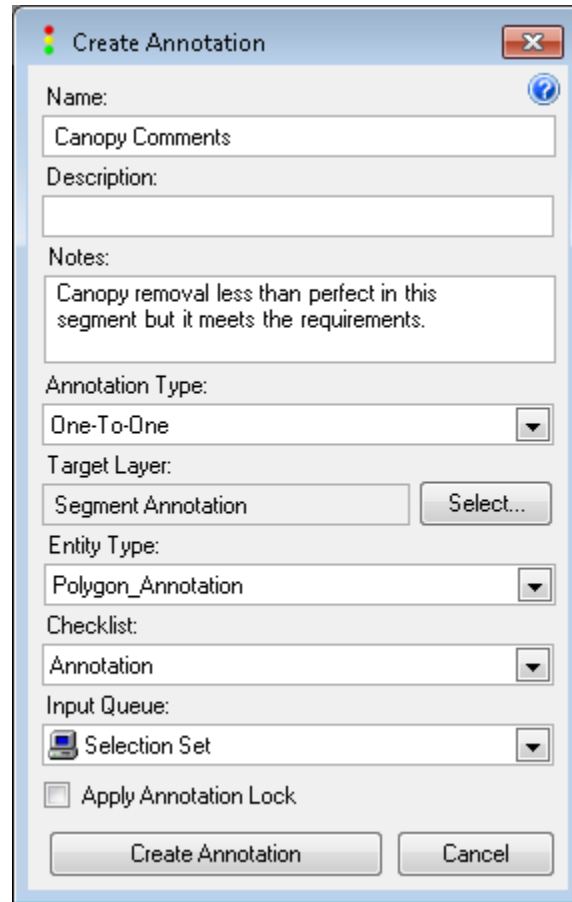 Create Annotation
Name:
Canopy Comments
Description:
Notes:
Canopy removal less than perfect in this
segment but it meets the requirements.
Annotation Type:
One-To-One
Target Layer:
Segment Annotation
Select...
Entity Type:
Polygon_Annotation
Checklist:
Annotation
Input Queue:
Selection Set
Apply Annotation Lock
Create Annotation
Cancel